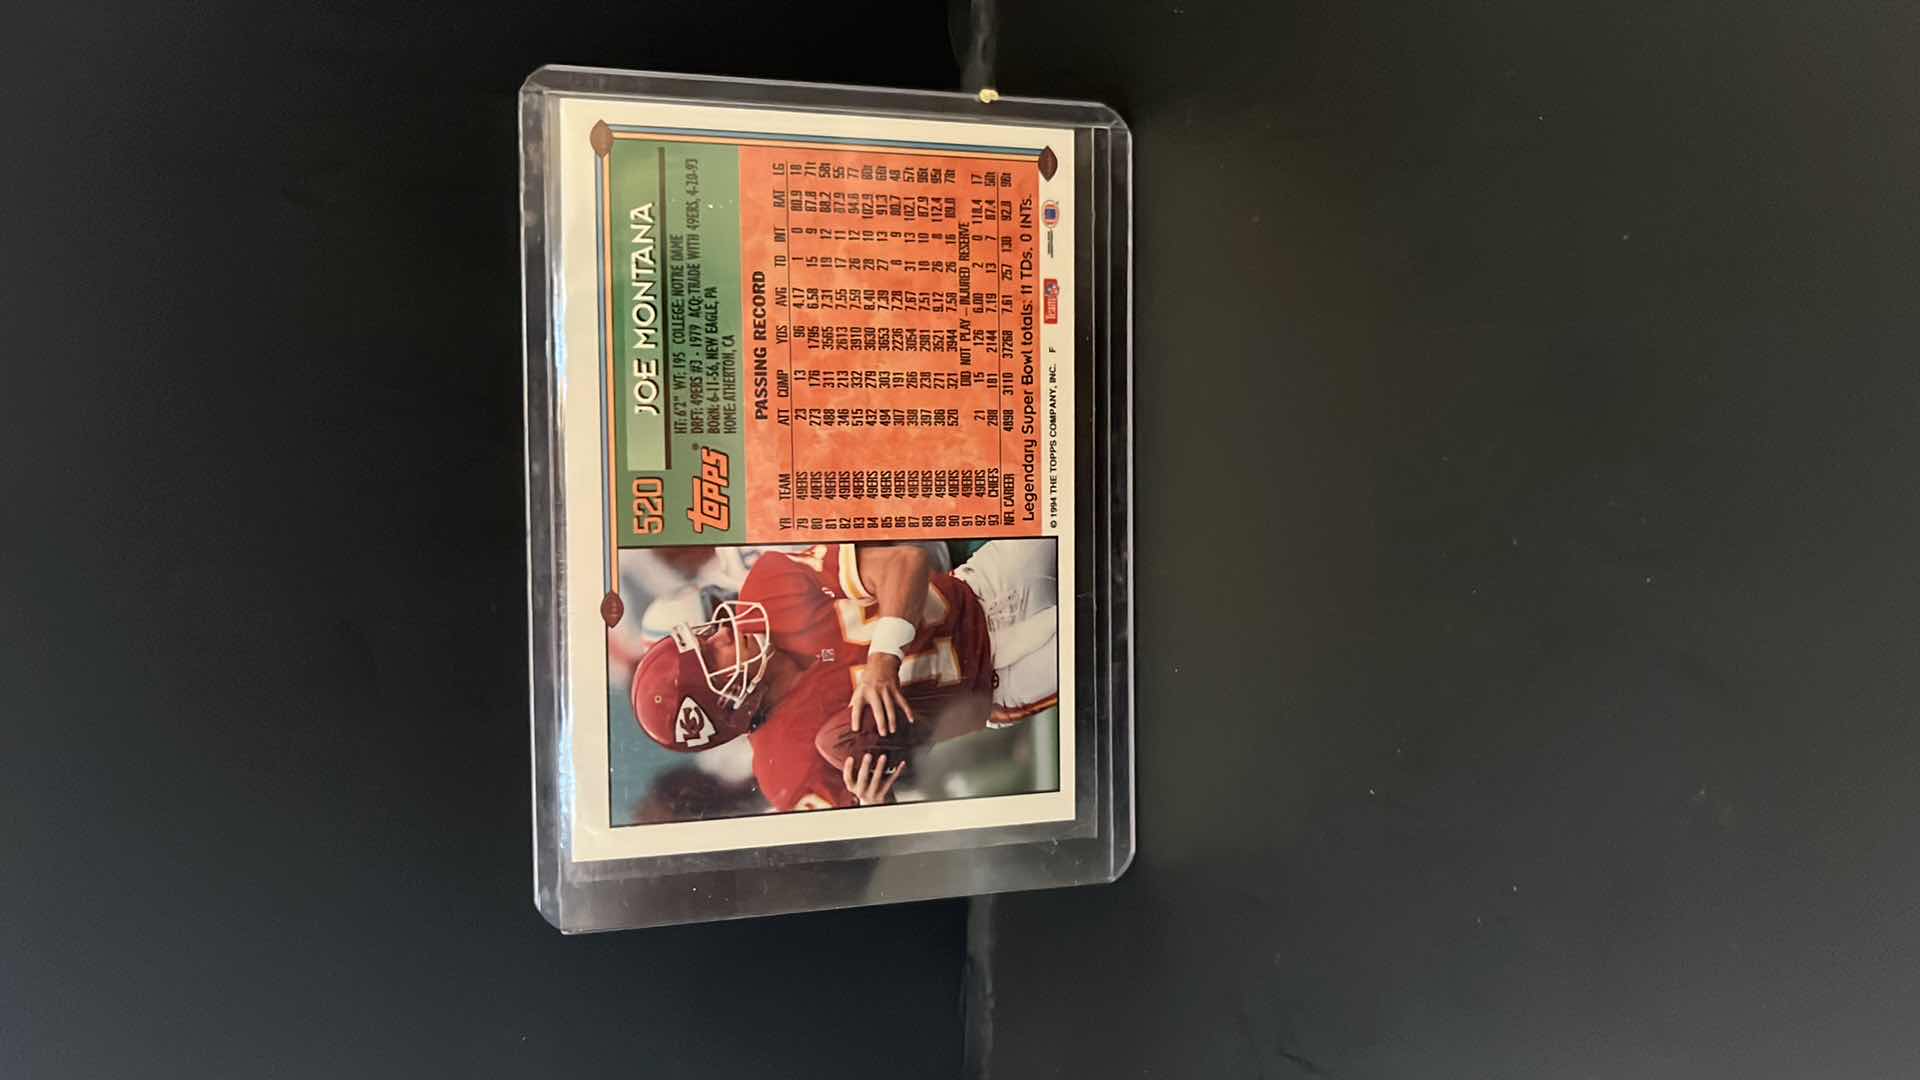 520 JOE MONTANA
TOPPS®
HT: 6'2" WT: 195 COLLEGE: NOTRE DAME
DRFT: 49ERS #3 - 1979 ACQ: TRADE WITH 49ERS, 4-20-93
BORN: 6-11-56, NEW EAGLE, PA
HOME: ATHERTON, CA
PASSING RECORD
YR TEAM ATT COMP YDS AVG TD INT RAT LG
79 49ERS 23 13 96 4.17 1 0 80.9 18
80 49ERS 273 176 1795 6.58 15 9 87.8 71t
81 49ERS 488 311 3565 7.31 19 12 88.2 58t
82 49ERS 346 213 2613 7.55 17 11 87.9 55
83 49ERS 515 332 3910 7.59 26 12 94.6 77
84 49ERS 432 279 3630 8.40 28 10 102.9 80t
85 49ERS 494 303 3653 7.39 27 13 91.3
86 49ERS 307 191 2236 7.28 8 9 80.7 48
87 49ERS 398 266 3054 7.67 31 13 102.1 57t
88 49ERS 397 238 2981 7.51 18 10 87.9 96t
89 49ERS 386 271 3521 9.12 26 8 112.4 95t
90 49ERS 520 321 3944 7.58 26 16 89.0 78t
91 49ERS DID NOT PLAY – INJURED RESERVE
92 49ERS 21 15 126 6.00 2 0 118.4 17
93 CHIEFS 298 181 2144 7.19 13 7 87.4 50t
NFL CAREER 4898 3110 37268 7.61 257 130 92.8 96t
Legendary Super Bowl totals: 11 TDs, 0 INTs.
© 1994 THE TOPPS COMPANY, INC. F Team NFL